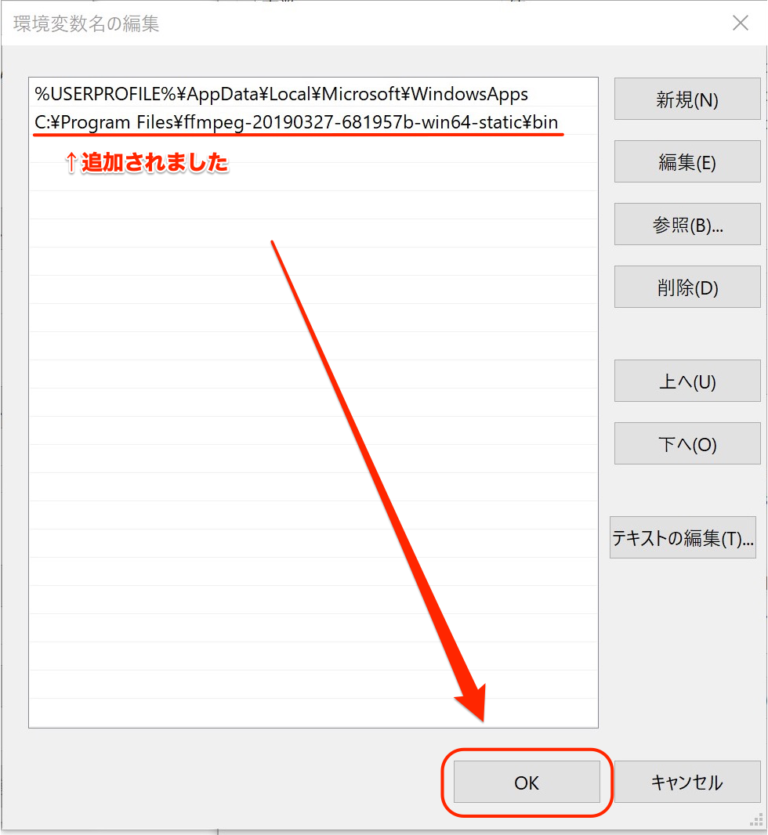 環境変数名の編集
%USERPROFILE%¥AppData¥Local¥Microsoft¥WindowsApps
C:¥Program Files¥ffmpeg-20190327-681957b-win64-static¥bin
↑追加されました
新規(N)
編集(E)
参照(B)...
削除(D)
上へ(U)
下へ(O)
テキストの編集(T)...
OK
キャンセル